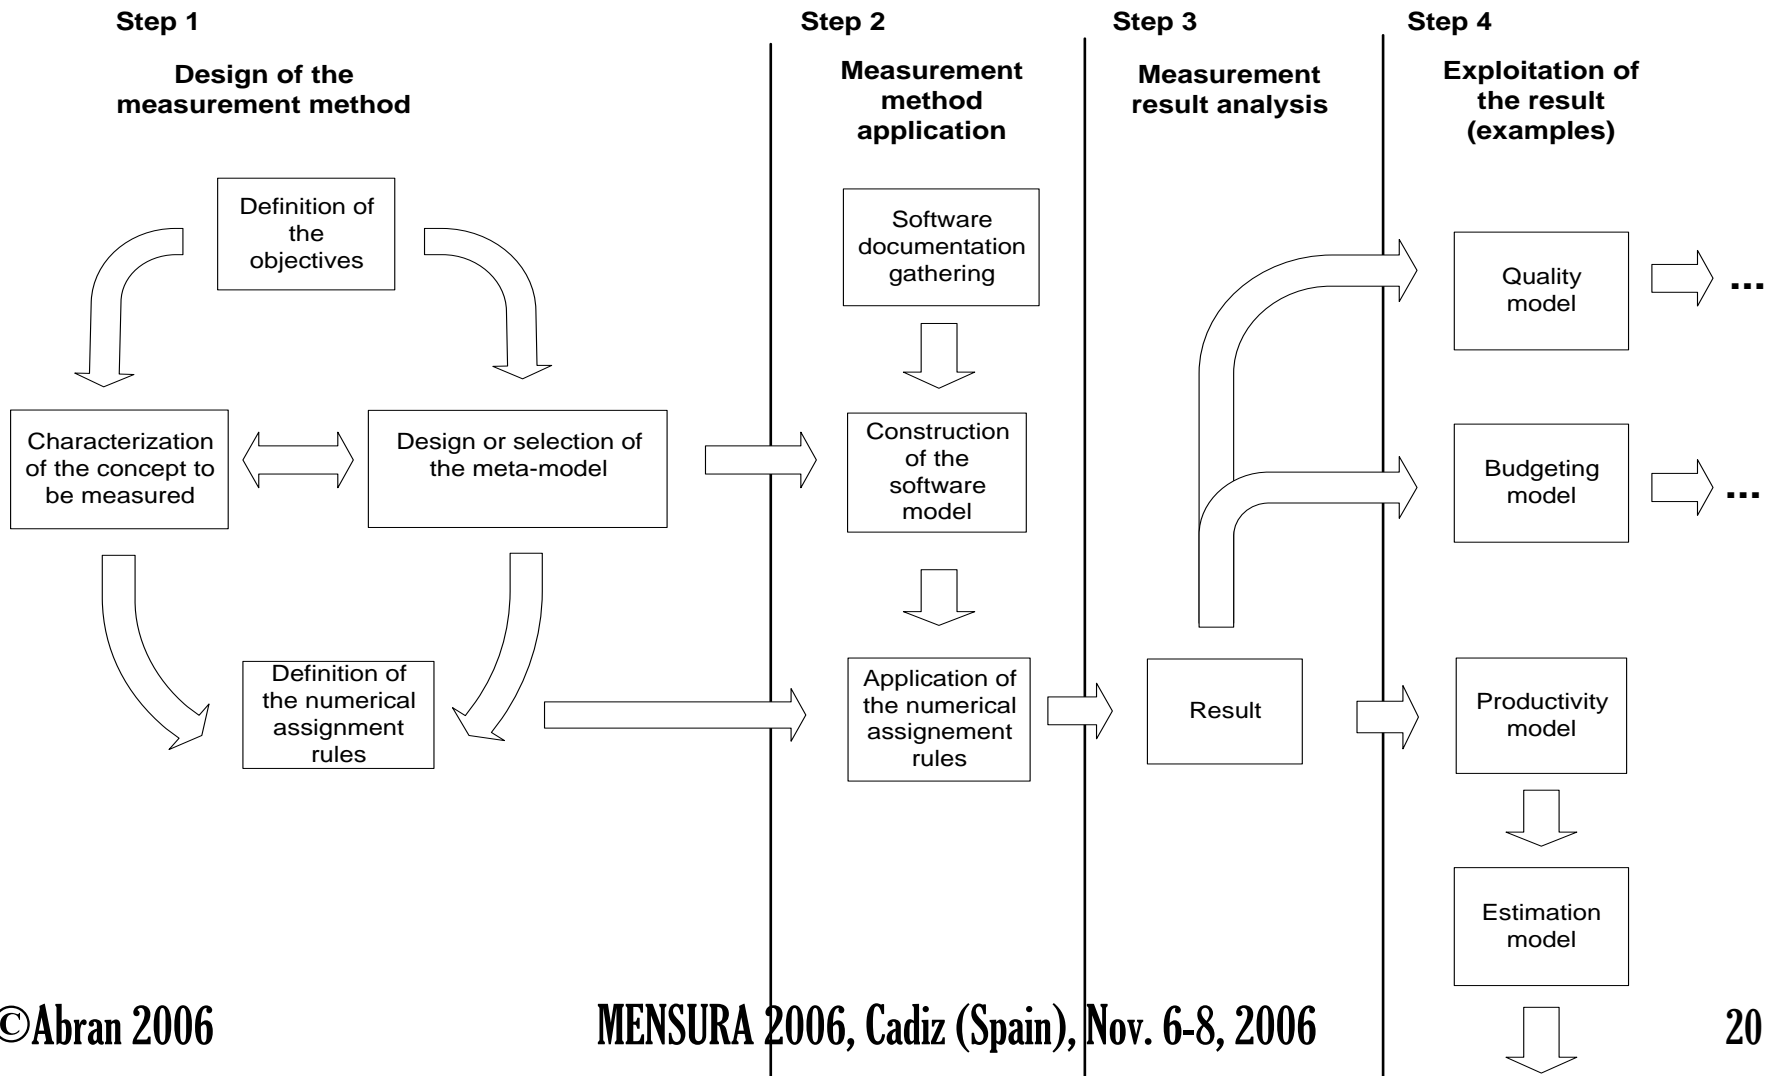 Step 1
Design of the
measurement method
Definition of
the
objectives
Characterization
of the concept to
be measured
Design or selection of
the meta-model
Definition of
the numerical
assignment
rules
Step 2
Measurement
method
application
Software
documentation
gathering
Construction
of the
software
model
Application of
the numerical
assignement
rules
Step 3
Measurement
result analysis
Result
Step 4
Exploitation of
the result
(examples)
Quality
model
...
Budgeting
model
...
Productivity
model
Estimation
model
©Abran 2006
MENSURA 2006, Cadiz (Spain), Nov. 6-8, 2006
20